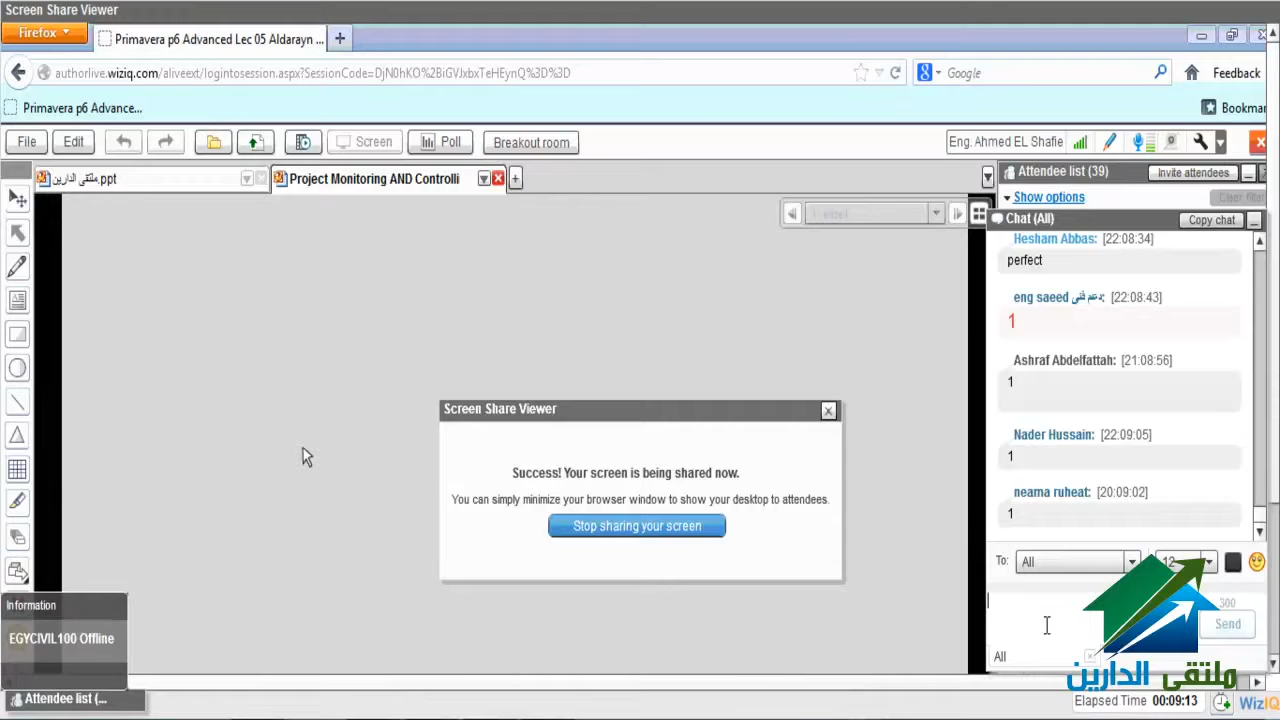 Screen Share Viewer
Firefox
Primavera p6 Advanced Lec 05 Aldarayn ...
authorlive.wiziq.com/aliveext/logintosession.aspx?SessionCode=DjN0hKO%2BiGVJxbxTeHEynQ%3D%3D
Google
Feedback
Primavera p6 Advance...
Bookmar
File
Edit
Screen
Poll
Breakout room
Eng. Ahmed EL Shafie
ملتقى الدارين.ppt
Project Monitoring AND Controlli
Attendee list (39)
Invite attendees
Show options
Clear filter
Chat (All)
Copy chat
Hesham Abbas: [22:08:34]
perfect
eng saeed دعم فنى: [22:08:43]
1
Ashraf Abdelfattah: [21:08:56]
1
Nader Hussain: [22:09:05]
1
neama ruheat: [20:09:02]
1
Screen Share Viewer
Success! Your screen is being shared now.
You can simply minimize your browser window to show your desktop to attendees.
Stop sharing your screen
To: All
12
300
Send
All
Information
EGYCIVIL100 Offline
Attendee list (...
ملتقى الدارين
Elapsed Time 00:09:13
WizIQ